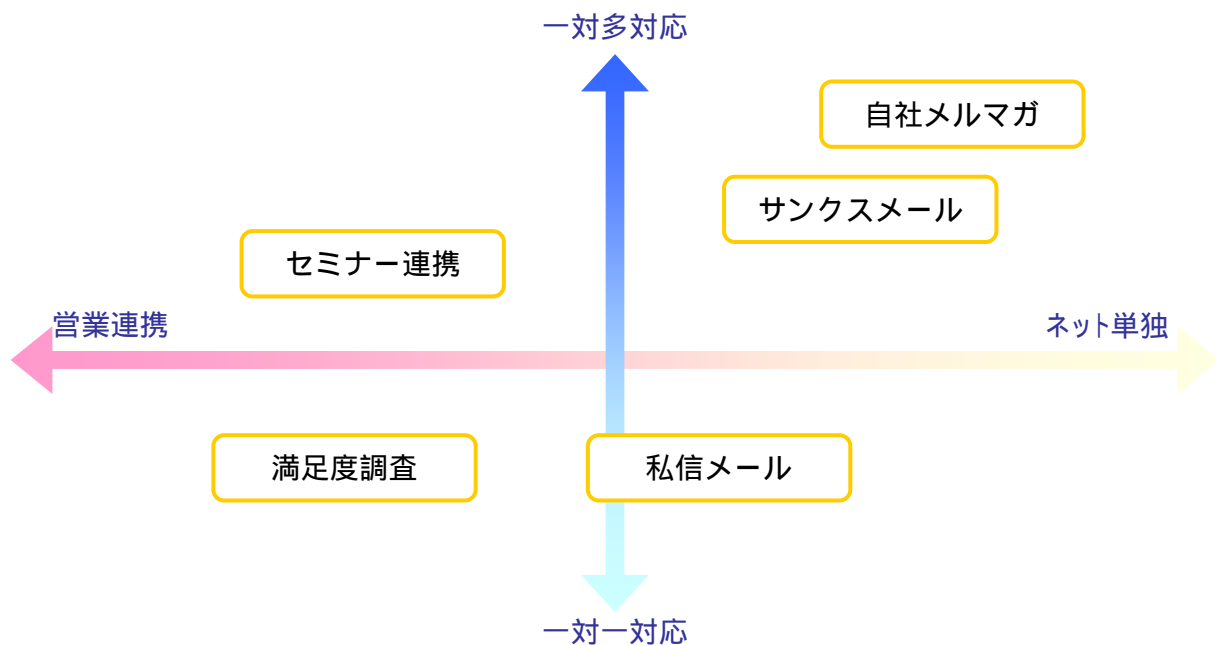 一対多対応
自社メルマガ
サンクスメール
セミナー連携
営業連携
ネット単独
満足度調査
私信メール
一対一対応